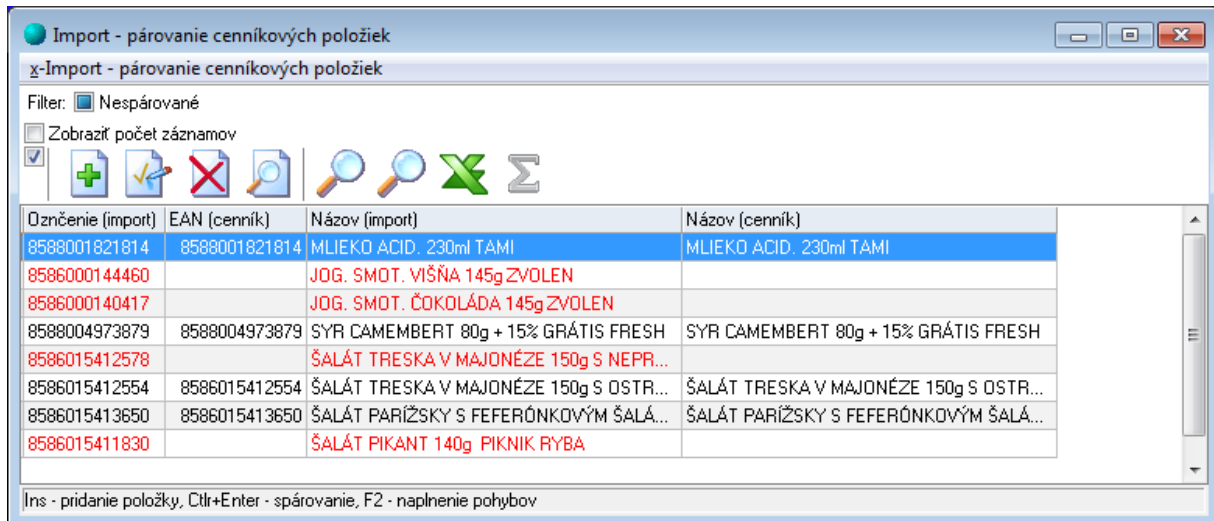 Import - párovanie cenníkových položiek
x-Import - párovanie cenníkových položiek
Filter: Nespárované
Zobraziť počet záznamov
Oznčenie (import) EAN (cenník) Názov (import) Názov (cenník)
8588001821814 8588001821814 MLIEKO ACID. 230ml TAMI MLIEKO ACID. 230ml TAMI
8586000144460 JOG. SMOT. VIŠŇA 145g ZVOLEN
8586000140417 JOG. SMOT. ČOKOLÁDA 145g ZVOLEN
8588004973879 8588004973879 SYR CAMEMBERT 80g + 15% GRÁTIS FRESH SYR CAMEMBERT 80g + 15% GRÁTIS FRESH
8586015412578 ŠALÁT TRESKA V MAJONÉZE 150g S NEPR...
8586015412554 8586015412554 ŠALÁT TRESKA V MAJONÉZE 150g S OSTR... ŠALÁT TRESKA V MAJONÉZE 150g S OSTR...
8586015413650 8586015413650 ŠALÁT PARÍŽSKY S FEFERÓNKOVÝM ŠALÁ... ŠALÁT PARÍŽSKY S FEFERÓNKOVÝM ŠALÁ...
8586015411830 ŠALÁT PIKANT 140g PIKNIK RYBA
Ins - pridanie položky, Ctlr+Enter - spárovanie, F2 - naplnenie pohybov